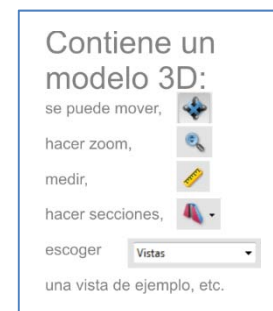 Contiene un
modelo 3D:
se puede mover,
hacer zoom,
medir,
hacer secciones,
escoger Vistas
una vista de ejemplo, etc.